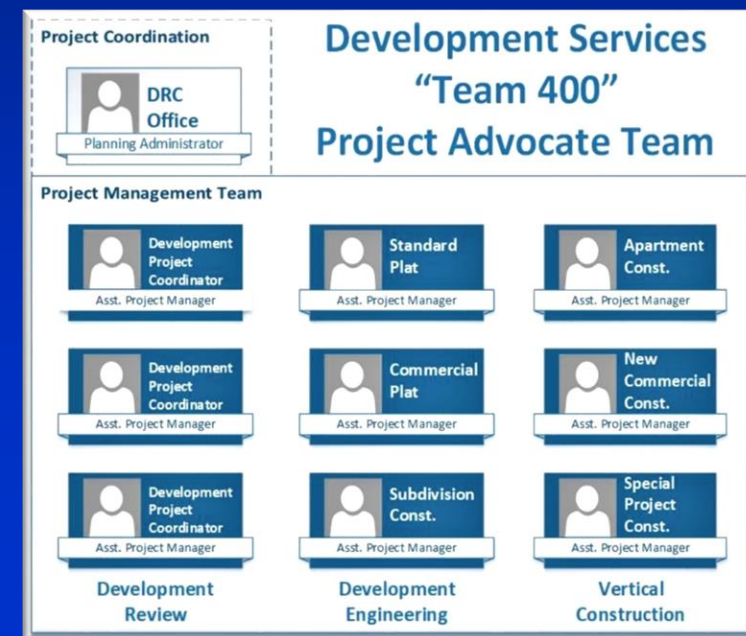 Project Coordination
DRC
Office
Planning Administrator
Development Services
“Team 400”
Project Advocate Team
Project Management Team
Development
Project
Coordinator
Asst. Project Manager
Standard
Plat
Asst. Project Manager
Apartment
Const.
Asst. Project Manager
Development
Project
Coordinator
Asst. Project Manager
Commercial
Plat
Asst. Project Manager
New
Commercial
Const.
Asst. Project Manager
Development
Project
Coordinator
Asst. Project Manager
Subdivision
Const.
Asst. Project Manager
Special
Project
Const.
Asst. Project Manager
Development
Review
Development
Engineering
Vertical
Construction